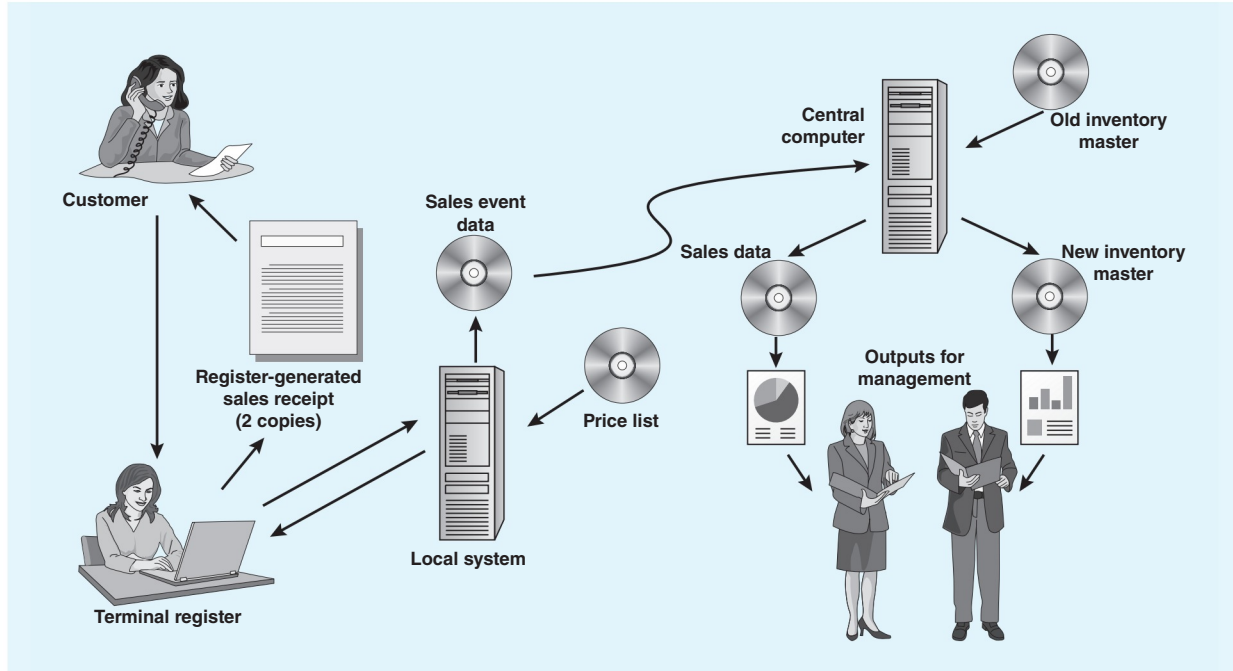 Customer
Register-generated
sales receipt
(2 copies)
Terminal register
Sales event
data
Price list
Local system
Central
computer
Old inventory
master
Sales data
New inventory
master
Outputs for
management